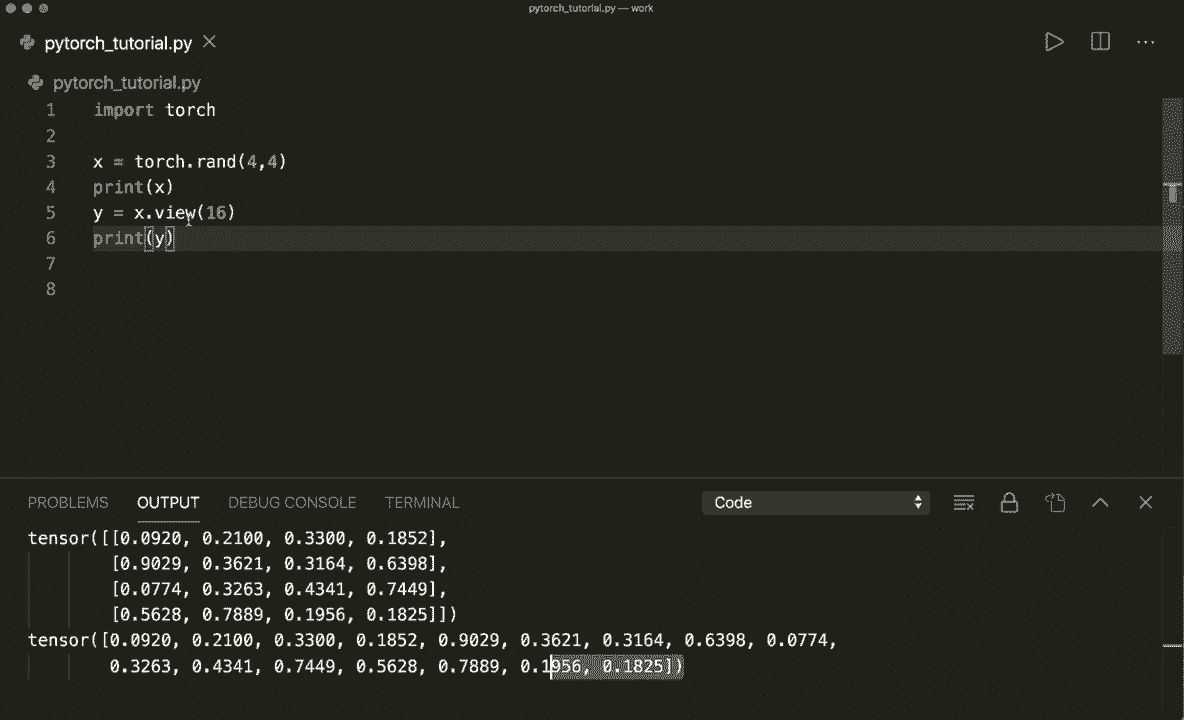 pytorch_tutorial.py — work
pytorch_tutorial.py
pytorch_tutorial.py
1 import torch
2
3 x = torch.rand(4,4)
4 print(x)
5 y = x.view(16)
6 print(y)
7
8
PROBLEMS OUTPUT DEBUG CONSOLE TERMINAL Code
tensor([[0.0920, 0.2100, 0.3300, 0.1852],
[0.9029, 0.3621, 0.3164, 0.6398],
[0.0774, 0.3263, 0.4341, 0.7449],
[0.5628, 0.7889, 0.1956, 0.1825]])
tensor([0.0920, 0.2100, 0.3300, 0.1852, 0.9029, 0.3621, 0.3164, 0.6398, 0.0774,
0.3263, 0.4341, 0.7449, 0.5628, 0.7889, 0.1956, 0.1825])